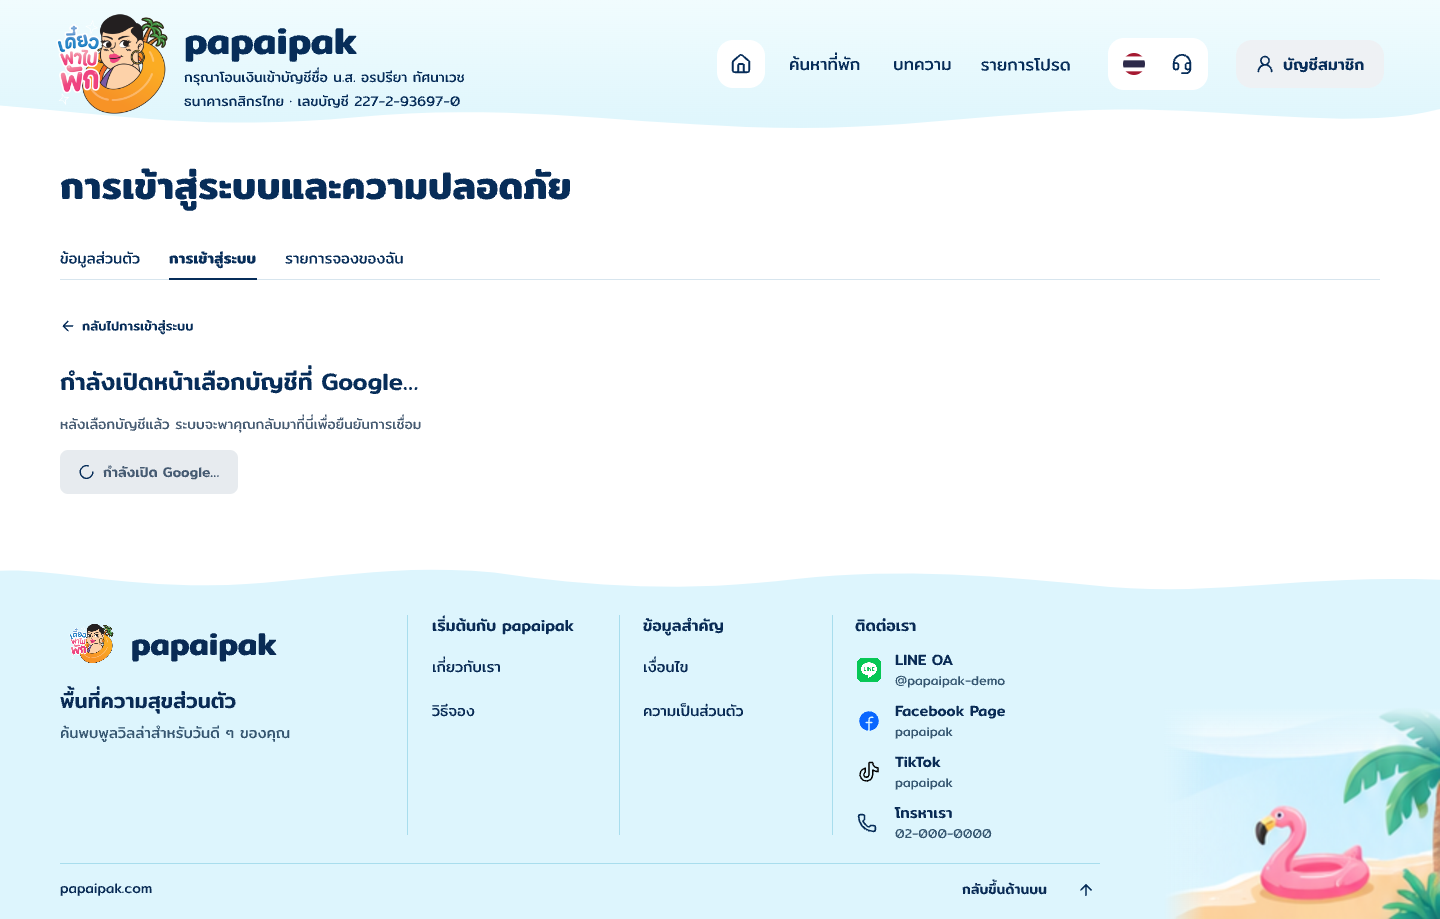 เดี๋ยว
พาไป
พัก
papaipak
กรุณาโอนเงินเข้าบัญชีชื่อ น.ส. อรปรียา ทัศนาเวช
ธนาคารกสิกรไทย · เลขบัญชี 227-2-93697-0
ค้นหาที่พัก
บทความ
รายการโปรด
บัญชีสมาชิก
การเข้าสู่ระบบและความปลอดภัย
ข้อมูลส่วนตัว
การเข้าสู่ระบบ
รายการจองของฉัน
กลับไปการเข้าสู่ระบบ
กำลังเปิดหน้าเลือกบัญชีที่ Google…
หลังเลือกบัญชีแล้ว ระบบจะพาคุณกลับมาที่นี่เพื่อยืนยันการเชื่อม
กำลังเปิด Google…
เดี๋ยว
พาไป
พัก
papaipak
พื้นที่ความสุขส่วนตัว
ค้นพบพูลวิลล่าสำหรับวันดี ๆ ของคุณ
เริ่มต้นกับ papaipak
เกี่ยวกับเรา
วิธีจอง
ข้อมูลสำคัญ
เงื่อนไข
ความเป็นส่วนตัว
ติดต่อเรา
LINE
LINE OA
@papaipak-demo
Facebook Page
papaipak
TikTok
papaipak
โทรหาเรา
02-000-0000
papaipak.com
กลับขึ้นด้านบน